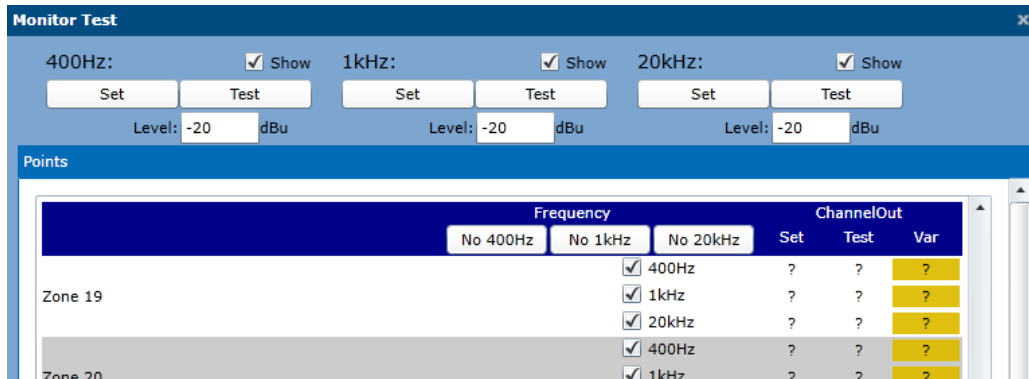 Monitor Test x
400Hz: Show 1kHz: Show 20kHz: Show
Set Test Set Test Set Test
Level: -20 dBu Level: -20 dBu Level: -20 dBu
Points
Frequency ChannelOut
No 400Hz No 1kHz No 20kHz Set Test Var
400Hz ? ? ?
Zone 19 1kHz ? ? ?
20kHz ? ? ?
400Hz ? ? ?
Zone 20 1kHz ? ? ?